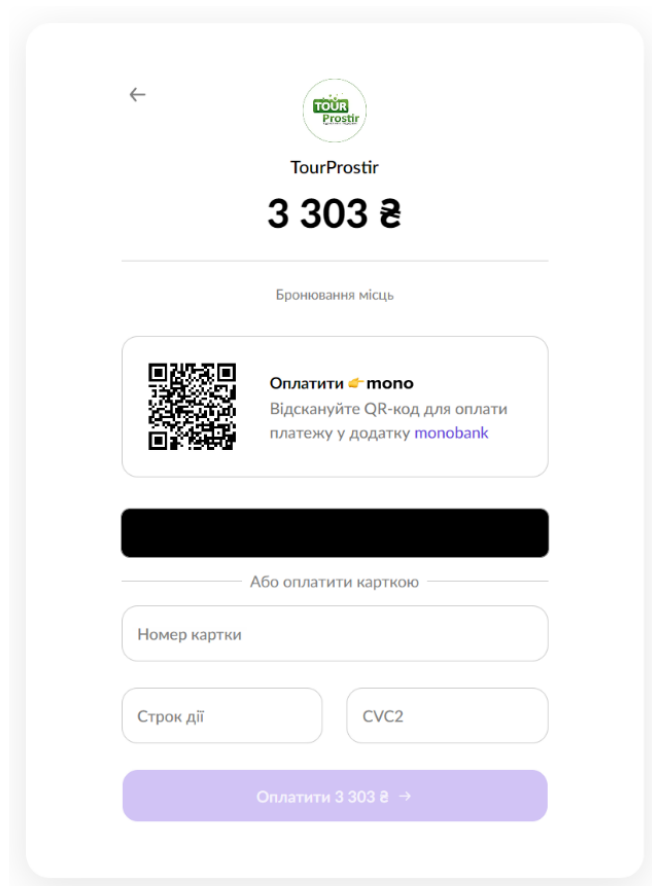 TOUR
Prostir
TourProstir
3 303 ₴
Бронювання місць
Оплатити 👉 mono
Відскануйте QR-код для оплати
платежу у додатку monobank
Або оплатити карткою
Номер картки
Строк дії
CVC2
Оплатити 3 303 ₴ →